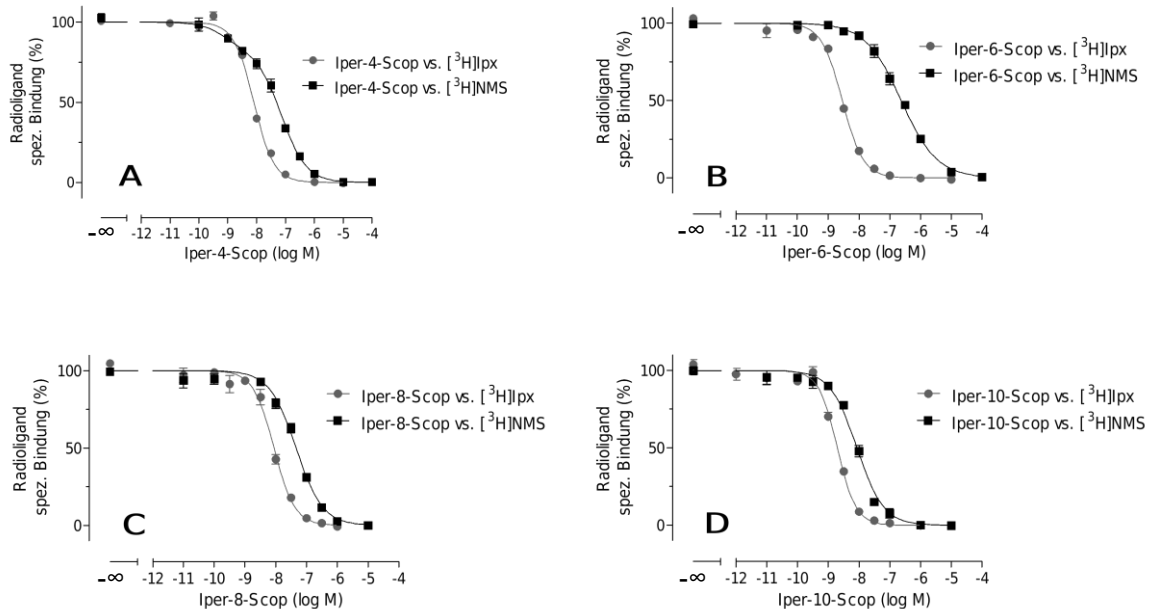 Radioligand
spez. Bindung (%)
100
50
0
Iper-4-Scop vs. [³H]Ipx
Iper-4-Scop vs. [³H]NMS
A
-∞ -12 -11 -10 -9 -8 -7 -6 -5 -4
Iper-4-Scop (log M)
Radioligand
spez. Bindung (%)
100
50
0
Iper-6-Scop vs. [³H]Ipx
Iper-6-Scop vs. [³H]NMS
B
-∞ -12 -11 -10 -9 -8 -7 -6 -5 -4
Iper-6-Scop (log M)
Radioligand
spez. Bindung (%)
100
50
0
Iper-8-Scop vs. [³H]Ipx
Iper-8-Scop vs. [³H]NMS
C
-∞ -12 -11 -10 -9 -8 -7 -6 -5 -4
Iper-8-Scop (log M)
Radioligand
spez. Bindung (%)
100
50
0
Iper-10-Scop vs. [³H]Ipx
Iper-10-Scop vs. [³H]NMS
D
-∞ -12 -11 -10 -9 -8 -7 -6 -5 -4
Iper-10-Scop (log M)